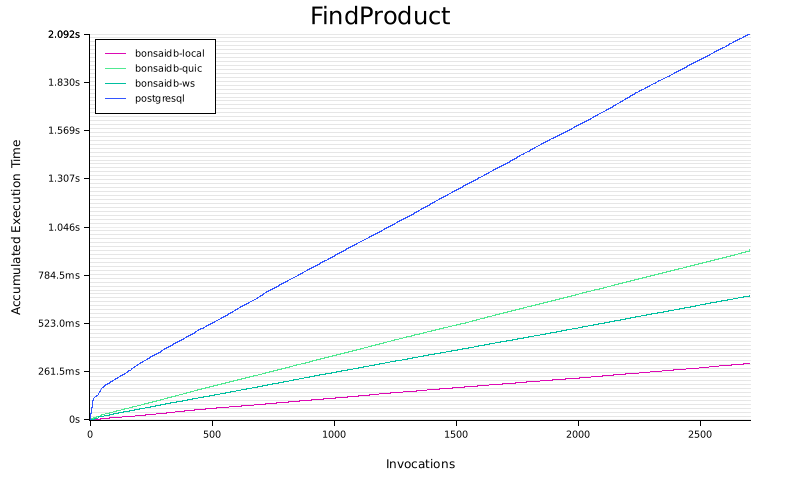 FindProduct
2.092s
1.830s
1.569s
1.307s
1.046s
784.5ms
523.0ms
261.5ms
0s
Accumulated Execution Time
bonsaidb-local
bonsaidb-quic
bonsaidb-ws
postgresql
0
500
1000
1500
2000
2500
Invocations